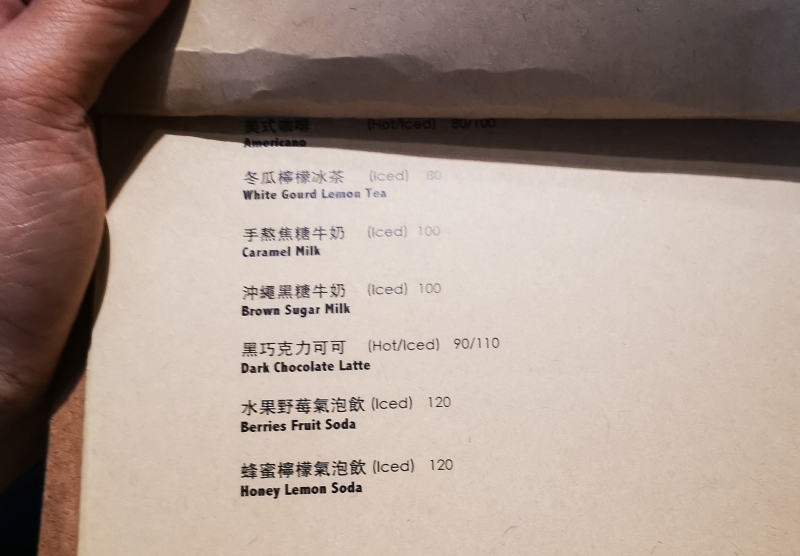 美式咖啡 (Hot/Iced) 80/100
Americano
冬瓜檸檬冰茶 (Iced) 80
White Gourd Lemon Tea
手熬焦糖牛奶 (Iced) 100
Caramel Milk
沖繩黑糖牛奶 (Iced) 100
Brown Sugar Milk
黑巧克力可可 (Hot/Iced) 90/110
Dark Chocolate Latte
水果野莓氣泡飲 (Iced) 120
Berries Fruit Soda
蜂蜜檸檬氣泡飲 (Iced) 120
Honey Lemon Soda